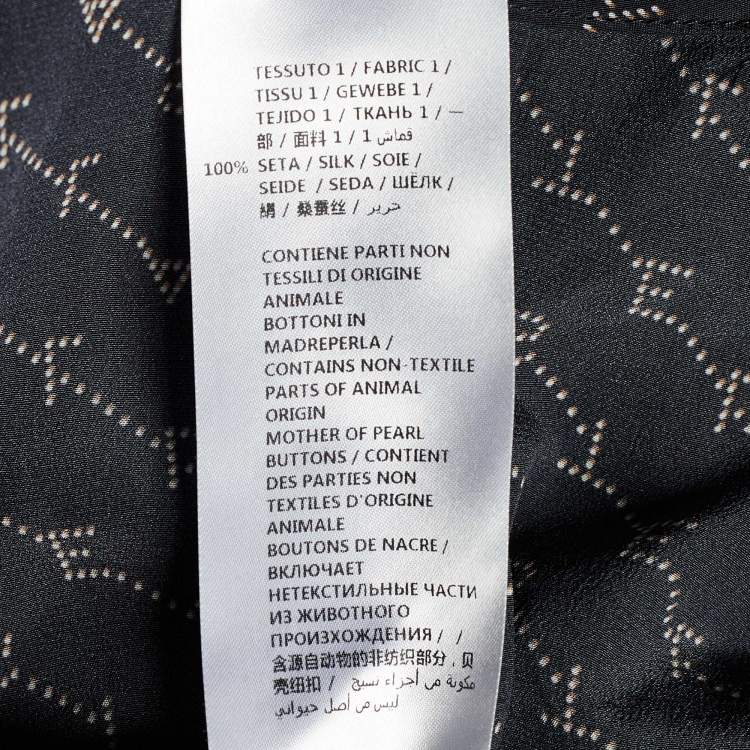 TESSUTO 1 / FABRIC 1 /
TISSU 1 / GEWEBE 1 /
TEJIDO 1 / ТКАНЬ 1 / 一
部 / 面料 1 / 1 قماش
100% SETA / SILK / SOIE /
SEIDE / SEDA / ШЁЛК /
絹 / 桑蚕丝 / حرير
CONTIENE PARTI NON
TESSILI DI ORIGINE
ANIMALE
BOTTONI IN
MADREPERLA /
CONTAINS NON-TEXTILE
PARTS OF ANIMAL
ORIGIN
MOTHER OF PEARL
BUTTONS / CONTIENT
DES PARTIES NON
TEXTILES D'ORIGINE
ANIMALE
BOUTONS DE NACRE /
ВКЛЮЧАЕТ
НЕТЕКСТИЛЬНЫЕ ЧАСТИ
ИЗ ЖИВОТНОГО
ПРОИЗХОЖДЕНИЯ / /
含源自动物的非纺织部分，贝
壳纽扣 / مكونة من أجزاء نسيج
ليس من أصل حيواني